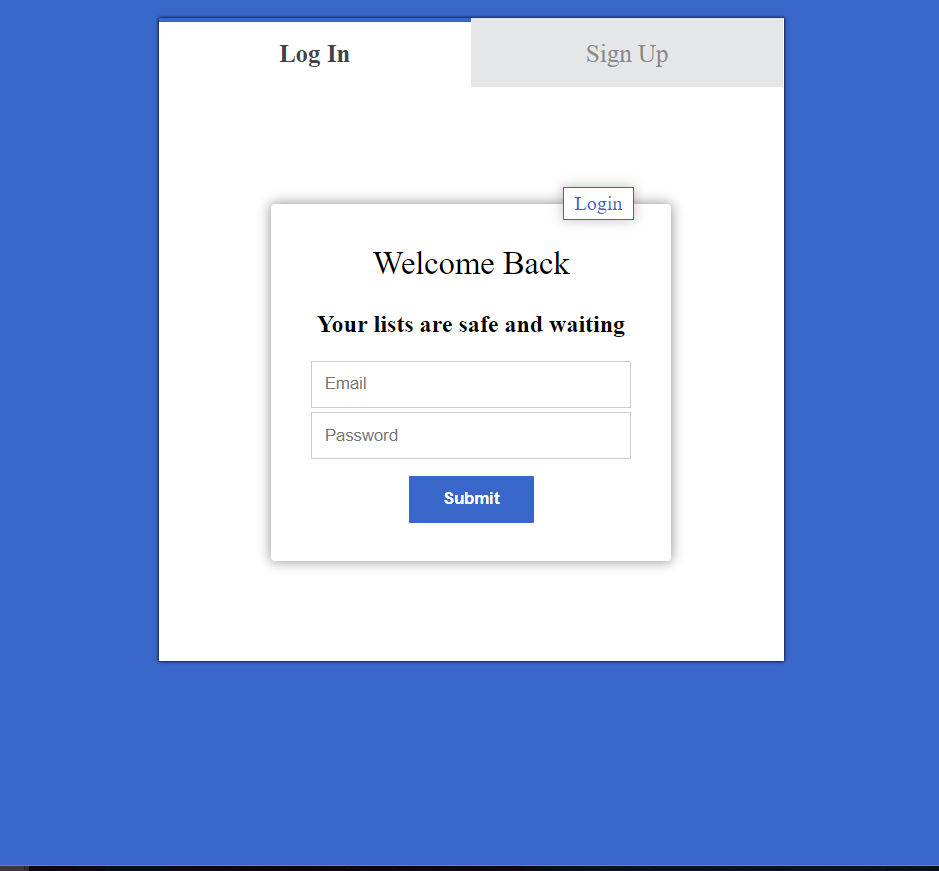 Log In
Sign Up
Login
Welcome Back
Your lists are safe and waiting
Email
Password
Submit